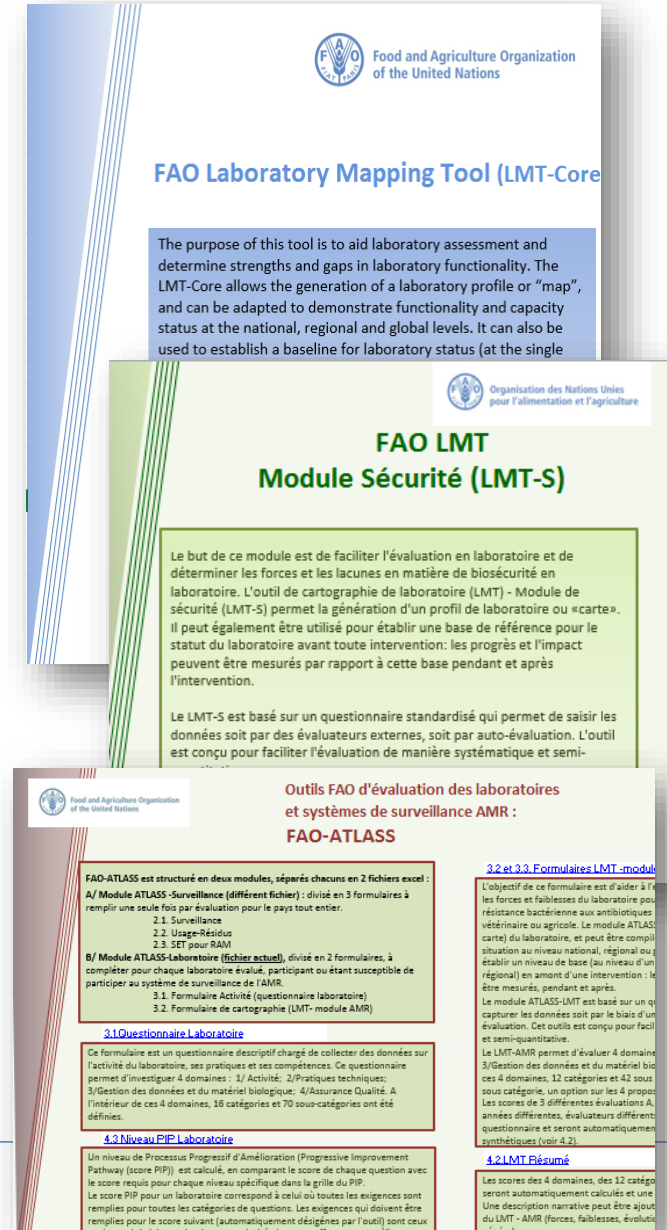 Food and Agriculture Organization
of the United Nations
FAO Laboratory Mapping Tool (LMT-Core
The purpose of this tool is to aid laboratory assessment and
determine strengths and gaps in laboratory functionality. The
LMT-Core allows the generation of a laboratory profile or “map”,
and can be adapted to demonstrate functionality and capacity
status at the national, regional and global levels. It can also be
used to establish a baseline for laboratory status (at the single
Organisation des Nations Unies
pour l'alimentation et l'agriculture
FAO LMT
Module Sécurité (LMT-S)
Le but de ce module est de faciliter l'évaluation en laboratoire et de
déterminer les forces et les lacunes en matière de biosécurité en
laboratoire. L'outil de cartographie de laboratoire (LMT) - Module de
sécurité (LMT-S) permet la génération d'un profil de laboratoire ou «carte».
Il peut également être utilisé pour établir une base de référence pour le
statut du laboratoire avant toute intervention: les progrès et l'impact
peuvent être mesurés par rapport à cette base pendant et après
l'intervention.
Le LMT-S est basé sur un questionnaire standardisé qui permet de saisir les
données soit par des évaluateurs externes, soit par auto-évaluation. L'outil
est conçu pour faciliter l'évaluation de manière systématique et semi-
Food and Agriculture Organization
of the United Nations
Outils FAO d'évaluation des laboratoires
et systèmes de surveillance AMR :
FAO-ATLASS
FAO-ATLASS est structuré en deux modules, séparés chacuns en 2 fichiers excel :
A/ Module ATLASS -Surveillance (différent fichier) : divisé en 3 formulaires à
remplir une seule fois par évaluation pour le pays tout entier.
2.1. Surveillance
2.2. Usage-Résidus
2.3. SET pour RAM
B/ Module ATLASS-Laboratoire (fichier actuel), divisé en 2 formulaires, à
compléter pour chaque laboratoire évalué, participant ou étant susceptible de
participer au système de surveillance de l'AMR.
3.1. Formulaire Activité (questionnaire laboratoire)
3.2. Formulaire de cartographie (LMT- module AMR)
3.1.Questionnaire Laboratoire
Ce formulaire est un questionnaire descriptif chargé de collecter des données sur
l'activité du laboratoire, ses pratiques et ses compétences. Ce questionnaire
permet d'investiguer 4 domaines : 1/ Activité; 2/Pratiques techniques;
3/Gestion des données et du matériel biologique; 4/Assurance Qualité. A
l'intérieur de ces 4 domaines, 16 catégories et 70 sous-catégories ont été
définies.
4.3.Niveau PIP Laboratoire
Un niveau de Processus Progressif d'Amélioration (Progressive Improvement
Pathway (score PIP)) est calculé, en comparant le score de chaque question avec
le score requis pour chaque niveau spécifique dans la grille du PIP.
Le score PIP pour un laboratoire correspond à celui où toutes les exigences sont
remplies pour toutes les catégories de questions. Les exigences qui doivent être
remplies pour le score suivant (automatiquement désigénes par l'outil) sont ceux
3.2 et 3.3. Formulaires LMT -module
L'objectif de ce formulaire est d'aider à
les forces et faiblesses du laboratoire pou
résistance bactérienne aux antibiotiques
vétérinaire ou agricole. Le module ATLAS
carte) du laboratoire, et peut être compil
situation au niveau national, régional ou
établir un niveau de base (au niveau d'un
régional) en amont d'une intervention : le
être mesurés, pendant et après.
Le module ATLASS-LMT est basé sur un qu
capturer les données soit par le biais d'un
évaluation. Cet outils est conçu pour facil
et semi-quantitative.
Le LMT-AMR permet d'évaluer 4 domaine
3/Gestion des données et du matériel bio
ces 4 domaines, 12 catégories et 42 sous
sous catégorie, un option sur les 4 propos
Les scores de 3 différentes évaluations A,
années différentes, évaluateurs différent
questionnaire et seront automatiquemen
synthétiques (voir 4.2).
4.2.LMT Résumé
Les scores des 4 domaines, des 12 catégo
seront automatiquement calculés et une
Une description narrative peut être ajout
du LMT - AMR (forces, faiblesses, évolutio